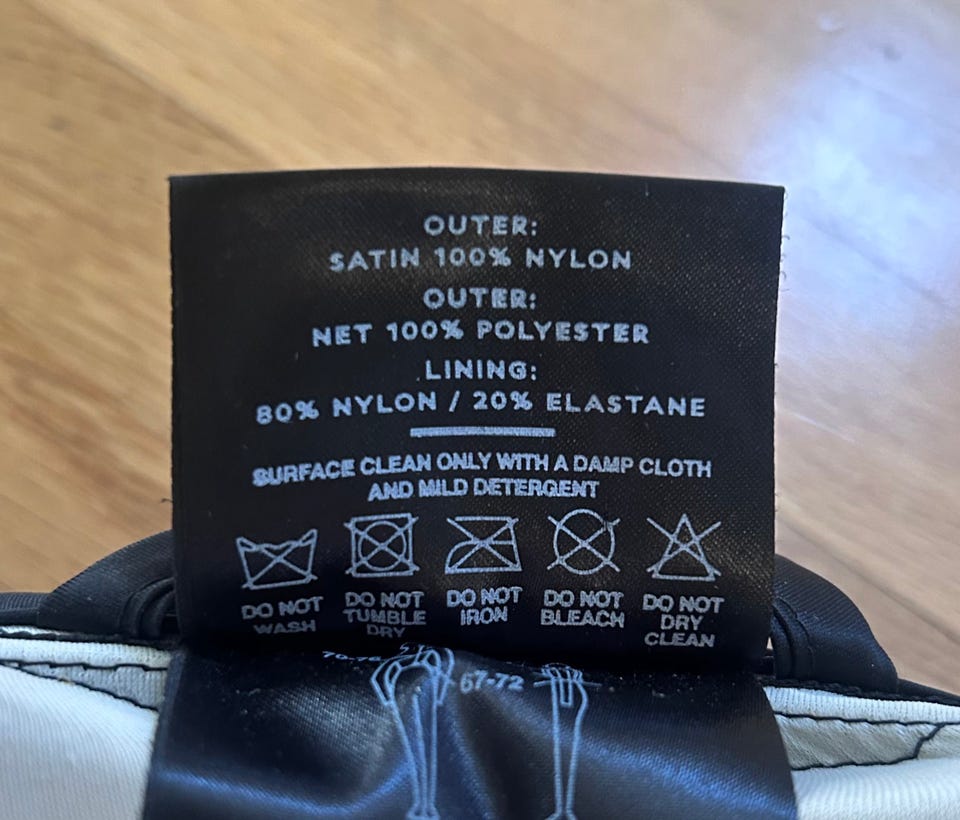 OUTER:
SATIN 100% NYLON
OUTER:
NET 100% POLYESTER
LINING:
80% NYLON / 20% ELASTANE
SURFACE CLEAN ONLY WITH A DAMP CLOTH
AND MILD DETERGENT
DO NOT WASH
DO NOT TUMBLE DRY
DO NOT IRON
DO NOT BLEACH
DO NOT DRY CLEAN
67-72